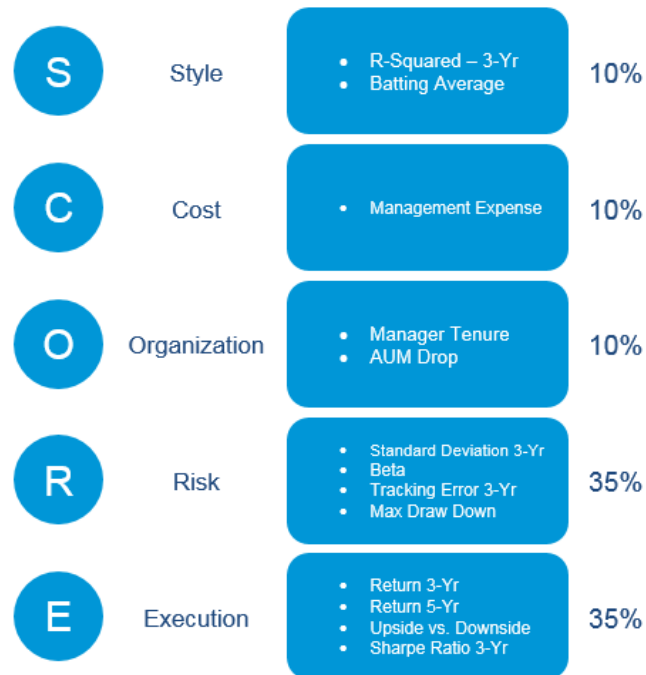 S
Style
• R-Squared – 3-Yr
• Batting Average
10%
C
Cost
• Management Expense
10%
O
Organization
• Manager Tenure
• AUM Drop
10%
R
Risk
• Standard Deviation 3-Yr
• Beta
• Tracking Error 3-Yr
• Max Draw Down
35%
E
Execution
• Return 3-Yr
• Return 5-Yr
• Upside vs. Downside
• Sharpe Ratio 3-Yr
35%